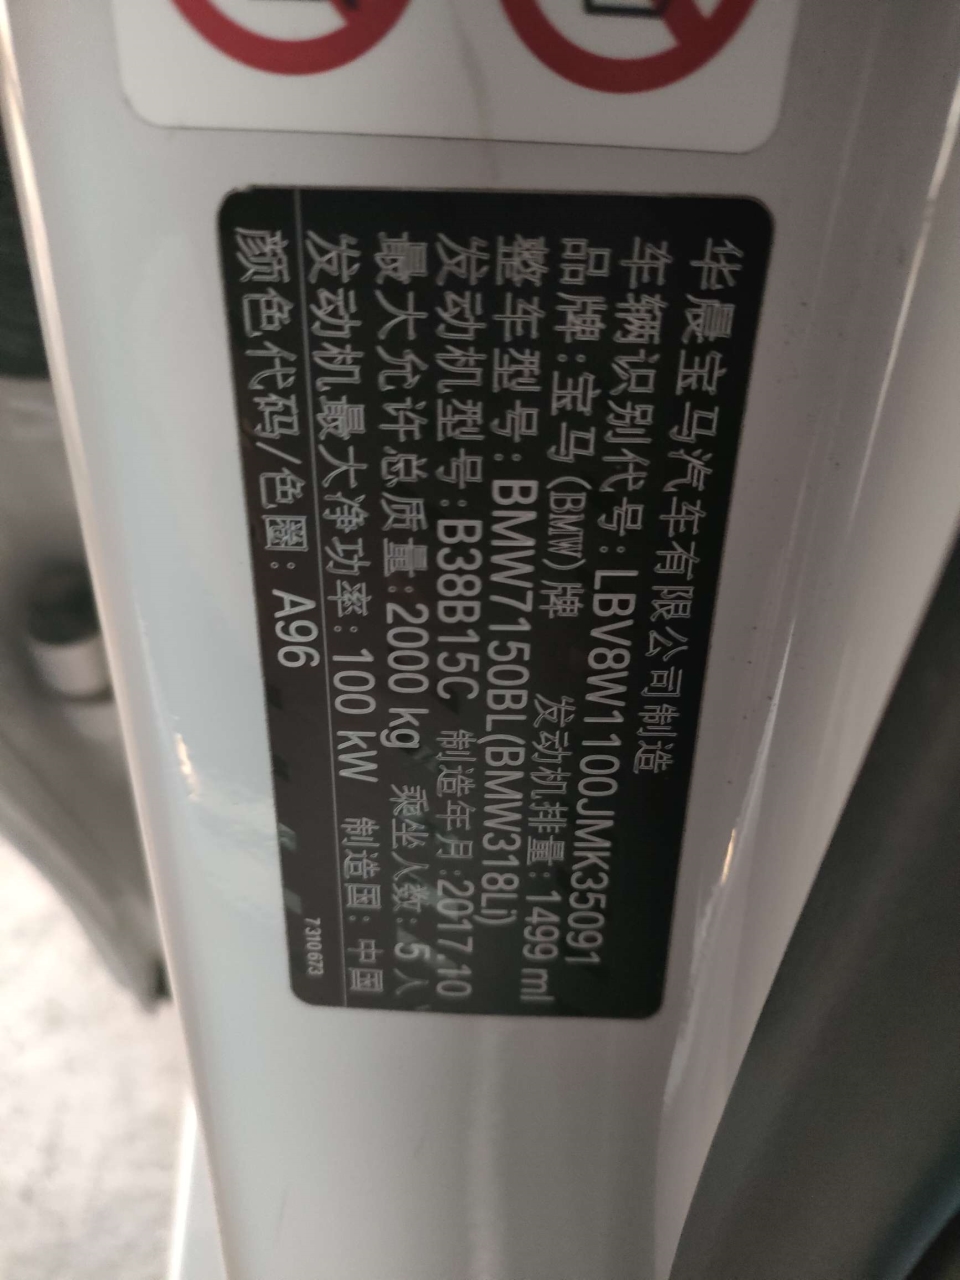 华晨宝马汽车有限公司制造
车辆识别代号:LBV8W1100JMK35091
品牌:宝马(BMW)牌 发动机排量:1499 ml
整车型号:BMW7150BL(BMW318Li)
发动机型号:B38B15C 制造年月:2017.10
最大允许总质量:2000 kg 乘坐人数:5人
发动机最大净功率:100 kW 制造国:中国
颜色代码/色圖: A96
7310673